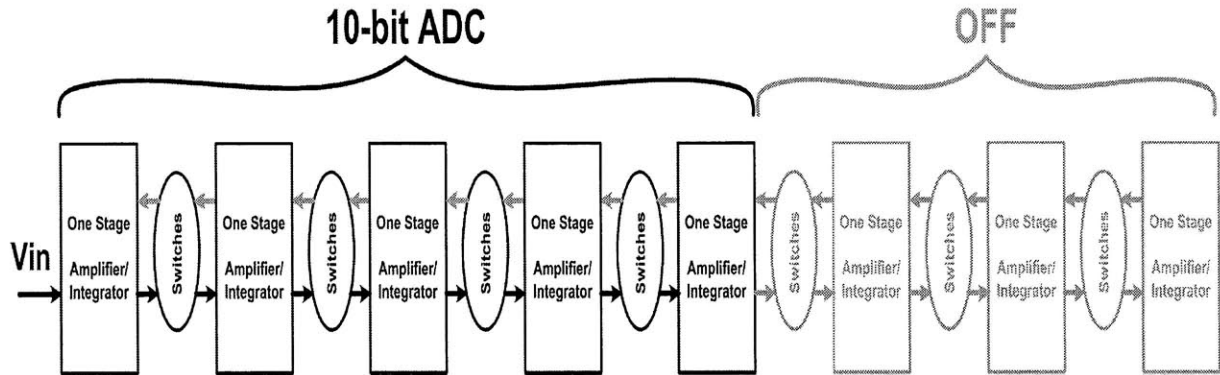 10-bit ADC
OFF
Vin
One Stage
Amplifier/
Integrator
Switches
One Stage
Amplifier/
Integrator
Switches
One Stage
Amplifier/
Integrator
Switches
One Stage
Amplifier/
Integrator
Switches
One Stage
Amplifier/
Integrator
Switches
One Stage
Amplifier/
Integrator
Switches
One Stage
Amplifier/
Integrator
Switches
One Stage
Amplifier/
Integrator